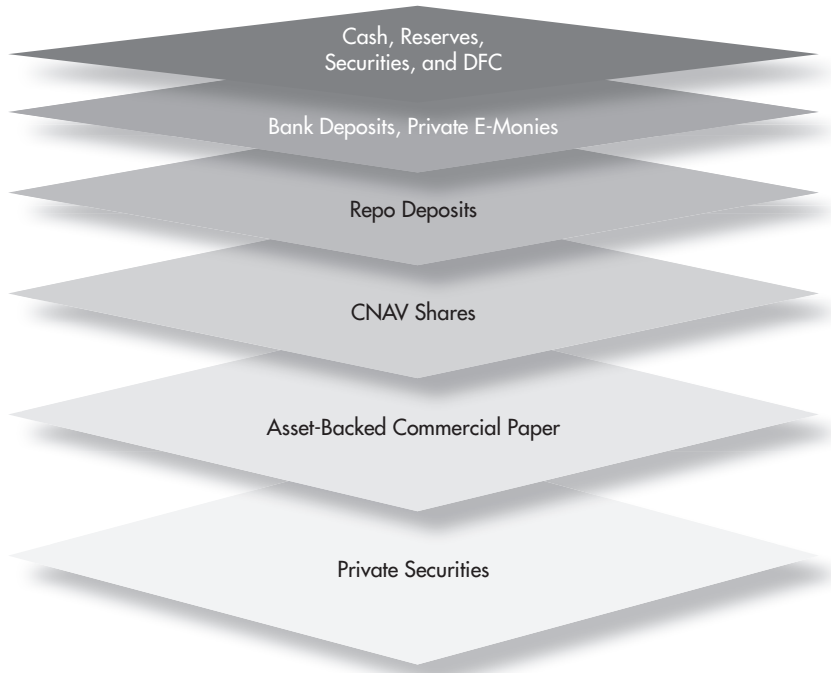 Cash, Reserves,
Securities, and DFC
Bank Deposits, Private E-Monies
Repo Deposits
CNAV Shares
Asset-Backed Commercial Paper
Private Securities